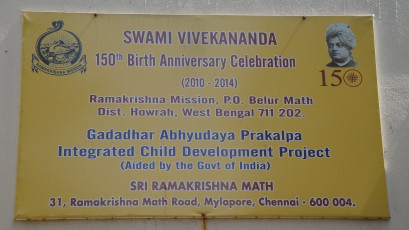 SWAMI VIVEKANANDA
150th Birth Anniversary Celebration
(2010 - 2014)
150
Ramakrishna Mission, P.O. Belur Math
Dist. Howrah, West Bengal 711 202.
Gadadhar Abhyudaya Prakalpa
Integrated Child Development Project
(Aided by the Govt of India)
SRI RAMAKRISHNA MATH
31, Ramakrishna Math Road, Mylapore, Chennai - 600 004.